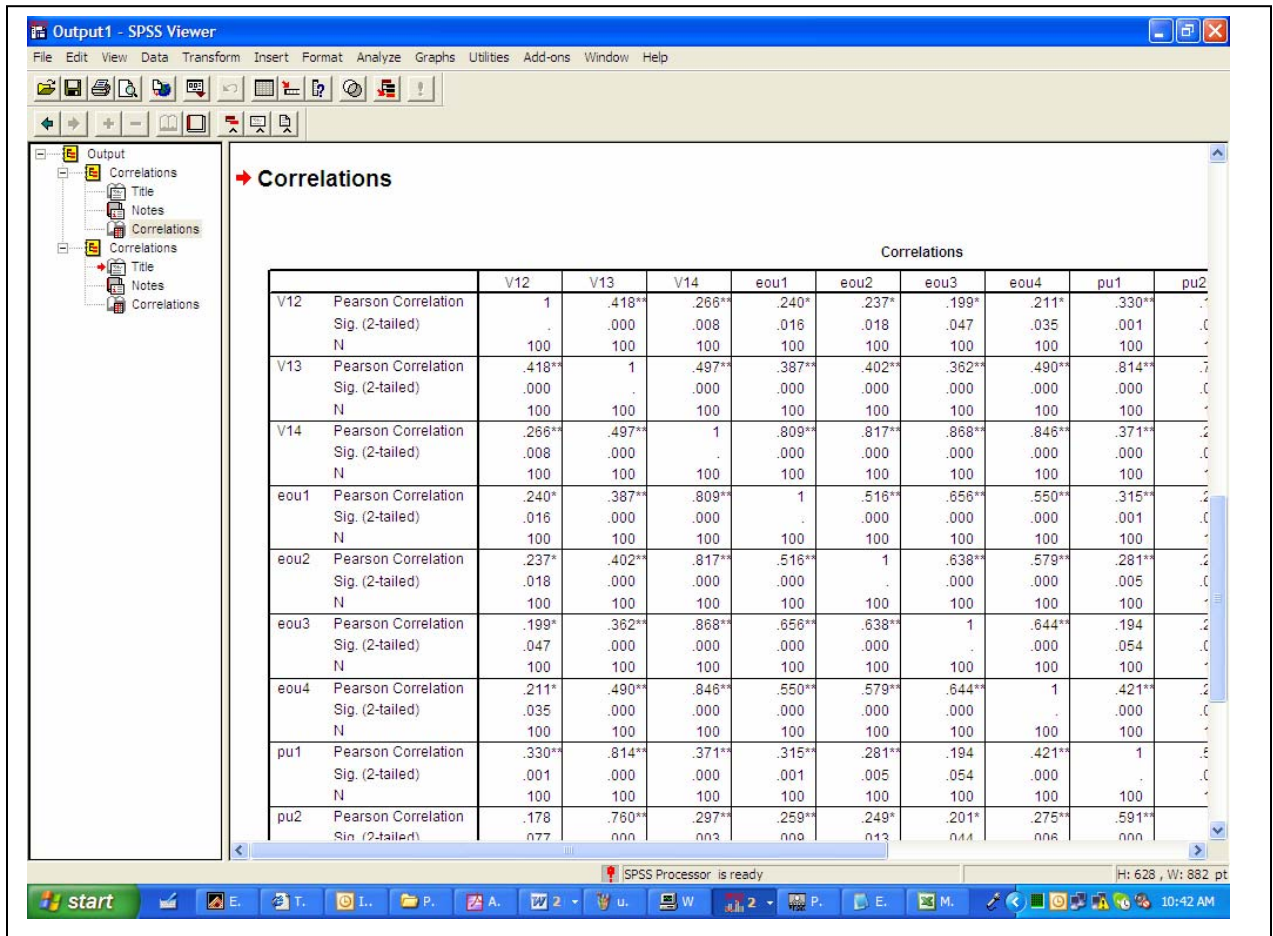 Output1 - SPSS Viewer
File Edit View Data Transform Insert Format Analyze Graphs Utilities Add-ons Window Help
Output
Correlations
Title
Notes
Correlations
Correlations
Title
Notes
Correlations
Correlations
Correlations
V12 V13 V14 eou1 eou2 eou3 eou4 pu1 pu2
V12 Pearson Correlation 1 .418** .266** .240* .237* .199* .211* .330**
Sig. (2-tailed) . .000 .008 .016 .018 .047 .035 .001
N 100 100 100 100 100 100 100 100
V13 Pearson Correlation .418** 1 .497** .387** .402** .362** .490** .814**
Sig. (2-tailed) .000 . .000 .000 .000 .000 .000 .000
N 100 100 100 100 100 100 100 100
V14 Pearson Correlation .266** .497** 1 .809** .817** .868** .846** .371**
Sig. (2-tailed) .008 .000 . .000 .000 .000 .000 .000
N 100 100 100 100 100 100 100 100
eou1 Pearson Correlation .240* .387** .809** 1 .516** .656** .550** .315**
Sig. (2-tailed) .016 .000 .000 . .000 .000 .000 .001
N 100 100 100 100 100 100 100 100
eou2 Pearson Correlation .237* .402** .817** .516** 1 .638** .579** .281**
Sig. (2-tailed) .018 .000 .000 .000 . .000 .000 .005
N 100 100 100 100 100 100 100 100
eou3 Pearson Correlation .199* .362** .868** .656** .638** 1 .644** .194
Sig. (2-tailed) .047 .000 .000 .000 .000 . .000 .054
N 100 100 100 100 100 100 100 100
eou4 Pearson Correlation .211* .490** .846** .550** .579** .644** 1 .421**
Sig. (2-tailed) .035 .000 .000 .000 .000 .000 . .000
N 100 100 100 100 100 100 100 100
pu1 Pearson Correlation .330** .814** .371** .315** .281** .194 .421** 1
Sig. (2-tailed) .001 .000 .000 .001 .005 .054 .000 .
N 100 100 100 100 100 100 100 100
pu2 Pearson Correlation .178 .760** .297** .259** .249* .201* .275** .591**
Sig. (2-tailed) .077 .000 .003 .009 .013 .044 .006 .000
SPSS Processor is ready H: 628 , W: 882 pt
start E. T. I.. P. A. 2 u. W 2 P. E. M. 10:42 AM